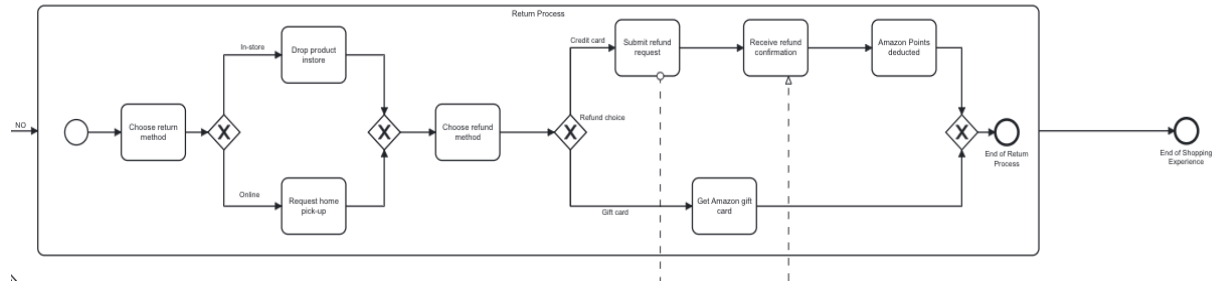 Return Process
NO
Choose return
method
In-store
Drop product
instore
Online
Request home
pick-up
Choose refund
method
Refund choice
Credit card
Submit refund
request
Receive refund
confirmation
Amazon Points
deducted
Gift card
Get Amazon gift
card
End of Return
Process
End of Shopping
Experience